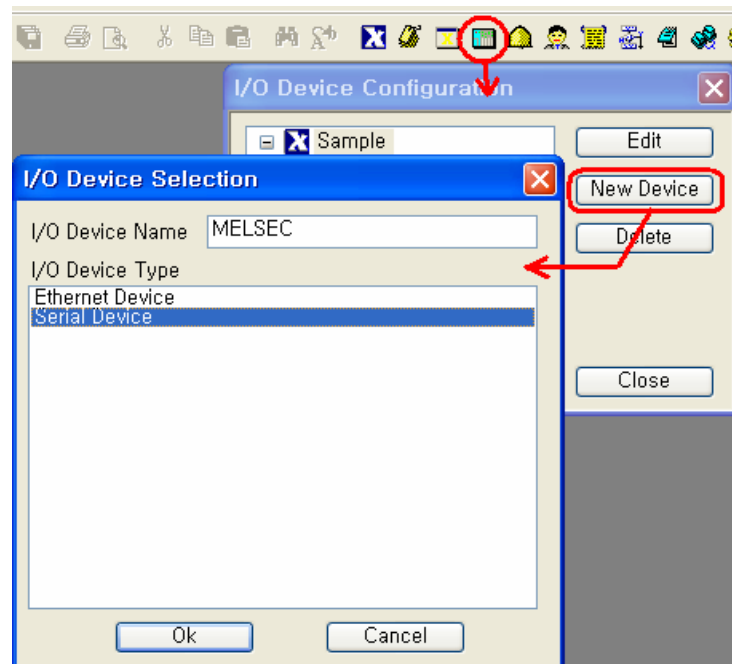 I/O Device Configuration
Sample
Edit
New Device
Delete
Close
I/O Device Selection
I/O Device Name MELSEC
I/O Device Type
Ethernet Device
Serial Device
Ok Cancel